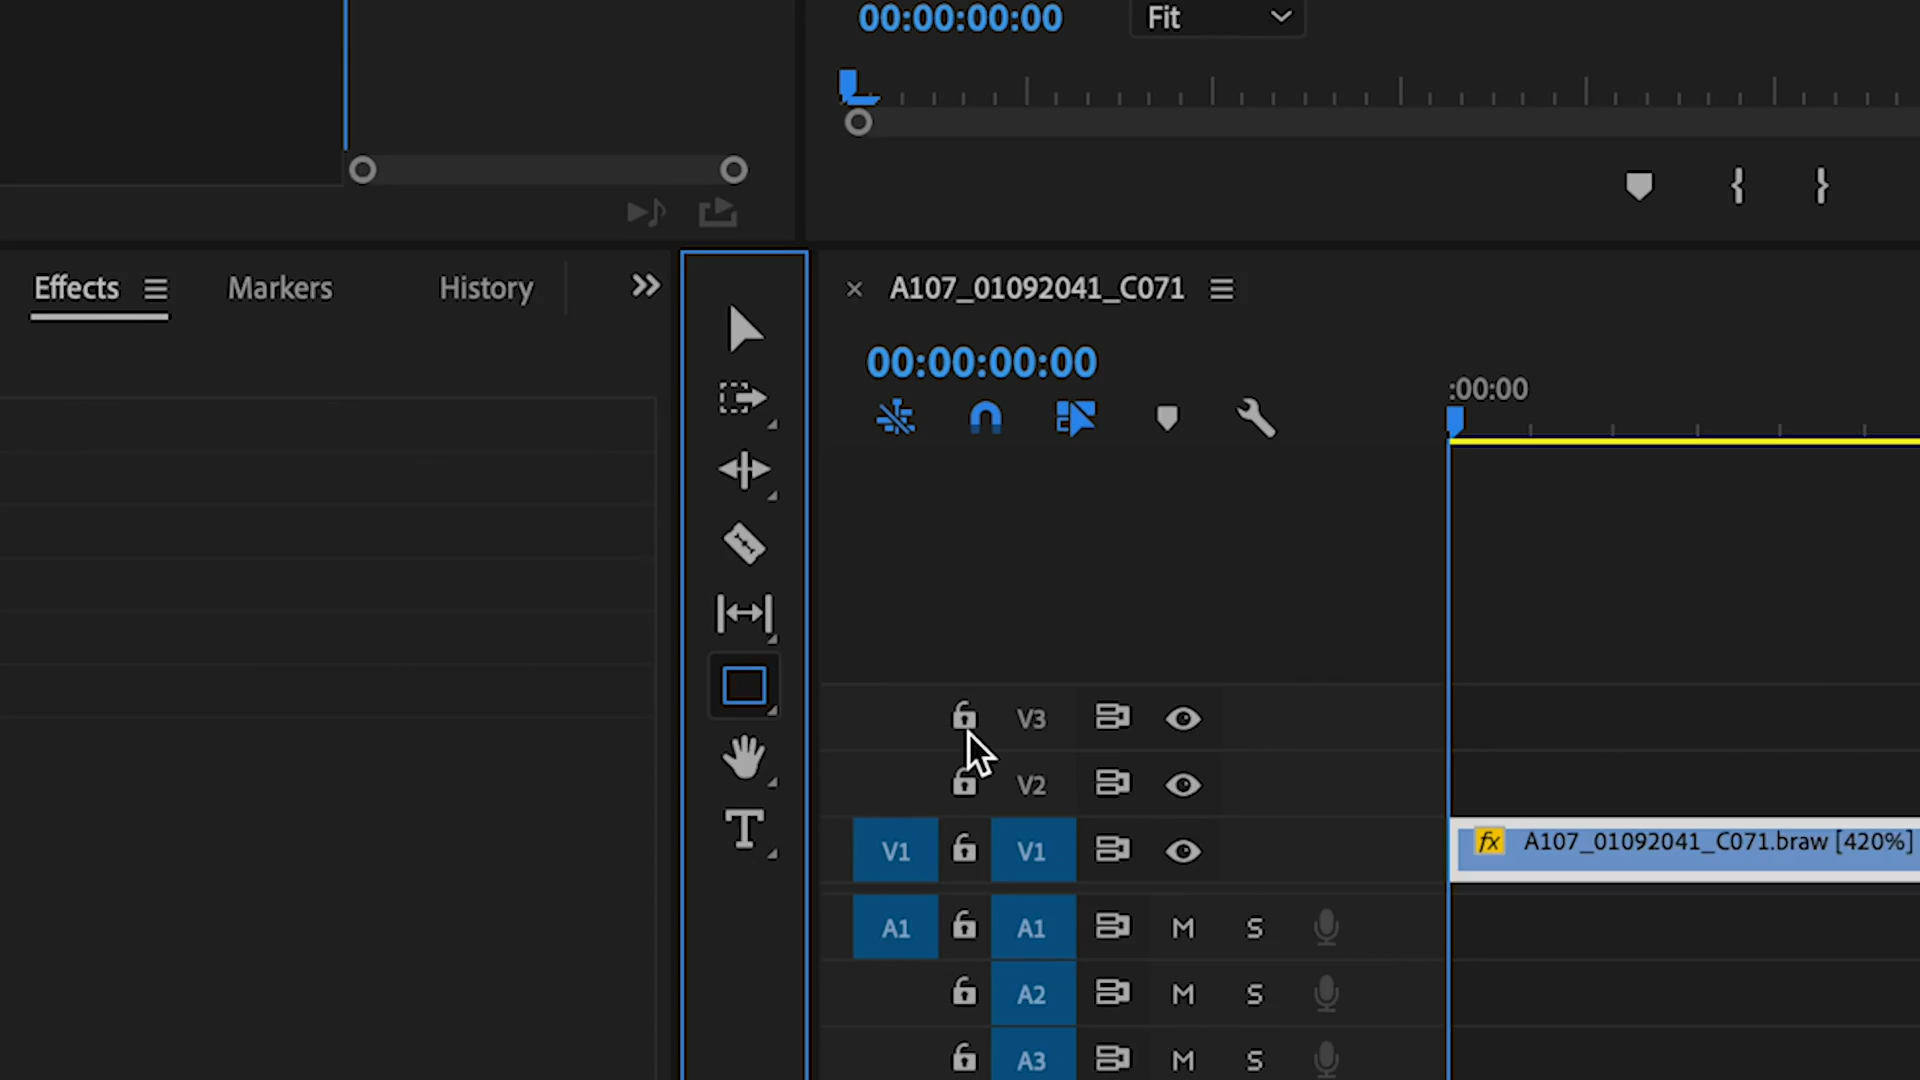 00:00:00:00
Fit
Effects
Markers
History
A107_01092041_C071
00:00:00:00
:00:00
V3
V2
V1
V1
fx A107_01092041_C071.braw [420%]
A1
A1
M
S
A2
M
S
A3
M
S